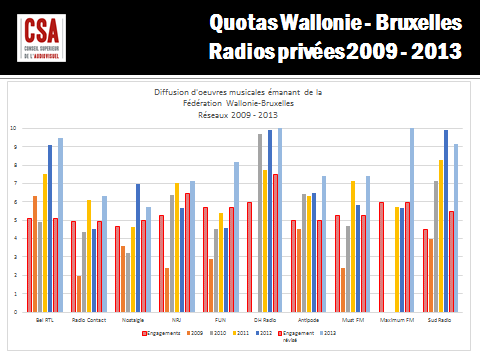 CSA
CONSEIL SUPERIEUR
DE L'AUDIOVISUEL
Quotas Wallonie - Bruxelles
Radios privées 2009 - 2013
Diffusion d'oeuvres musicales émanant de la
Fédération Wallonie-Bruxelles
Réseaux 2009 - 2013
10
9
8
7
6
5
4
3
2
1
0
Bel RTL Radio Contact Nostalgie NRJ FUN DH Radio Antipode Must FM Maximum FM Sud Radio
Engagements 2009 2010 2011 2012 Engagement révisé 2013